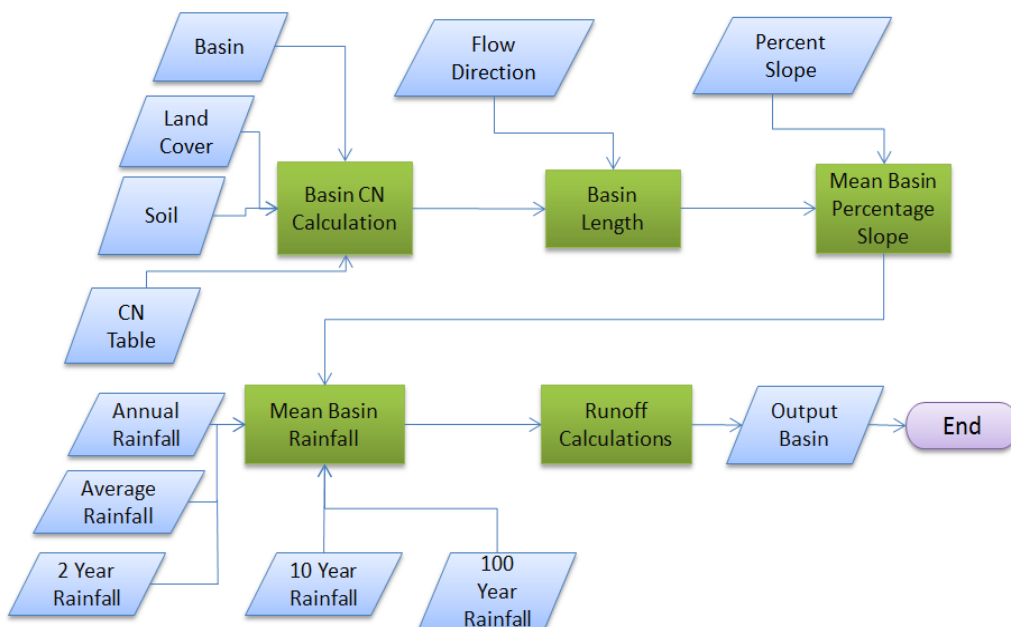 Basin
Flow
Direction
Percent
Slope
Land
Cover
Soil
Basin CN
Calculation
Basin
Length
Mean Basin
Percentage
Slope
CN
Table
Annual
Rainfall
Mean Basin
Rainfall
Runoff
Calculations
Output
Basin
End
Average
Rainfall
2 Year
Rainfall
10 Year
Rainfall
100
Year
Rainfall